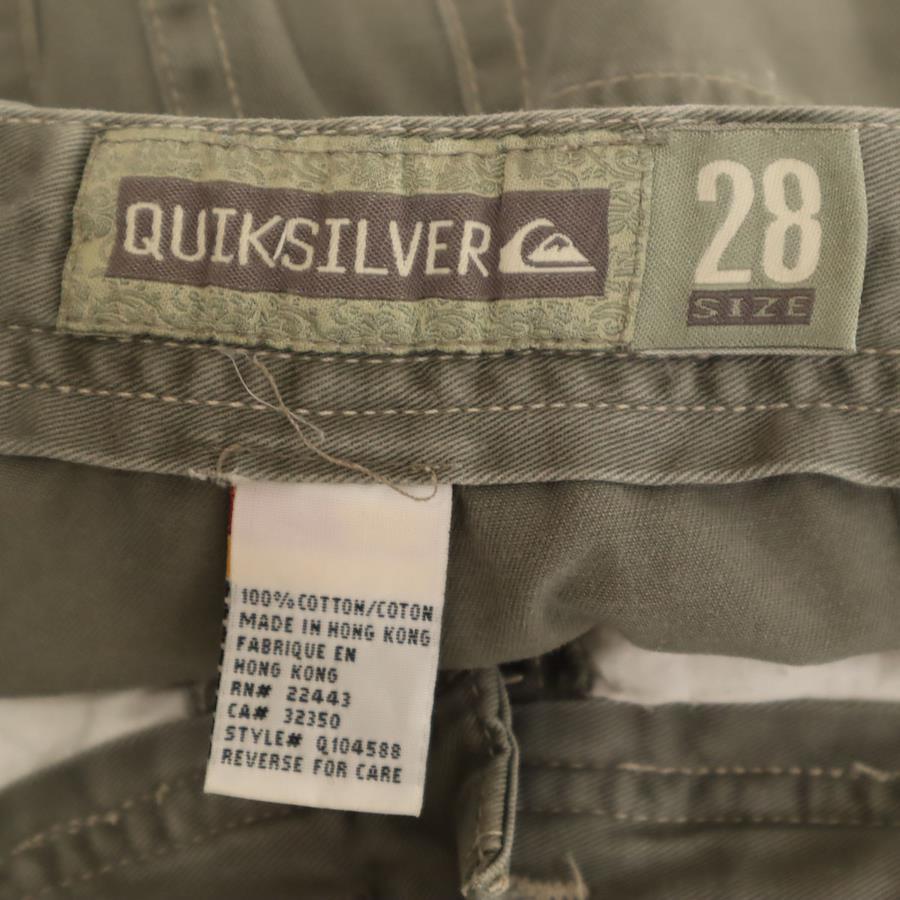 QUIKSILVER
28
SIZE
100% COTTON/COTON
MADE IN HONG KONG
FABRIQUE EN
HONG KONG
RN# 22443
CA# 32350
STYLE# Q104588
REVERSE FOR CARE